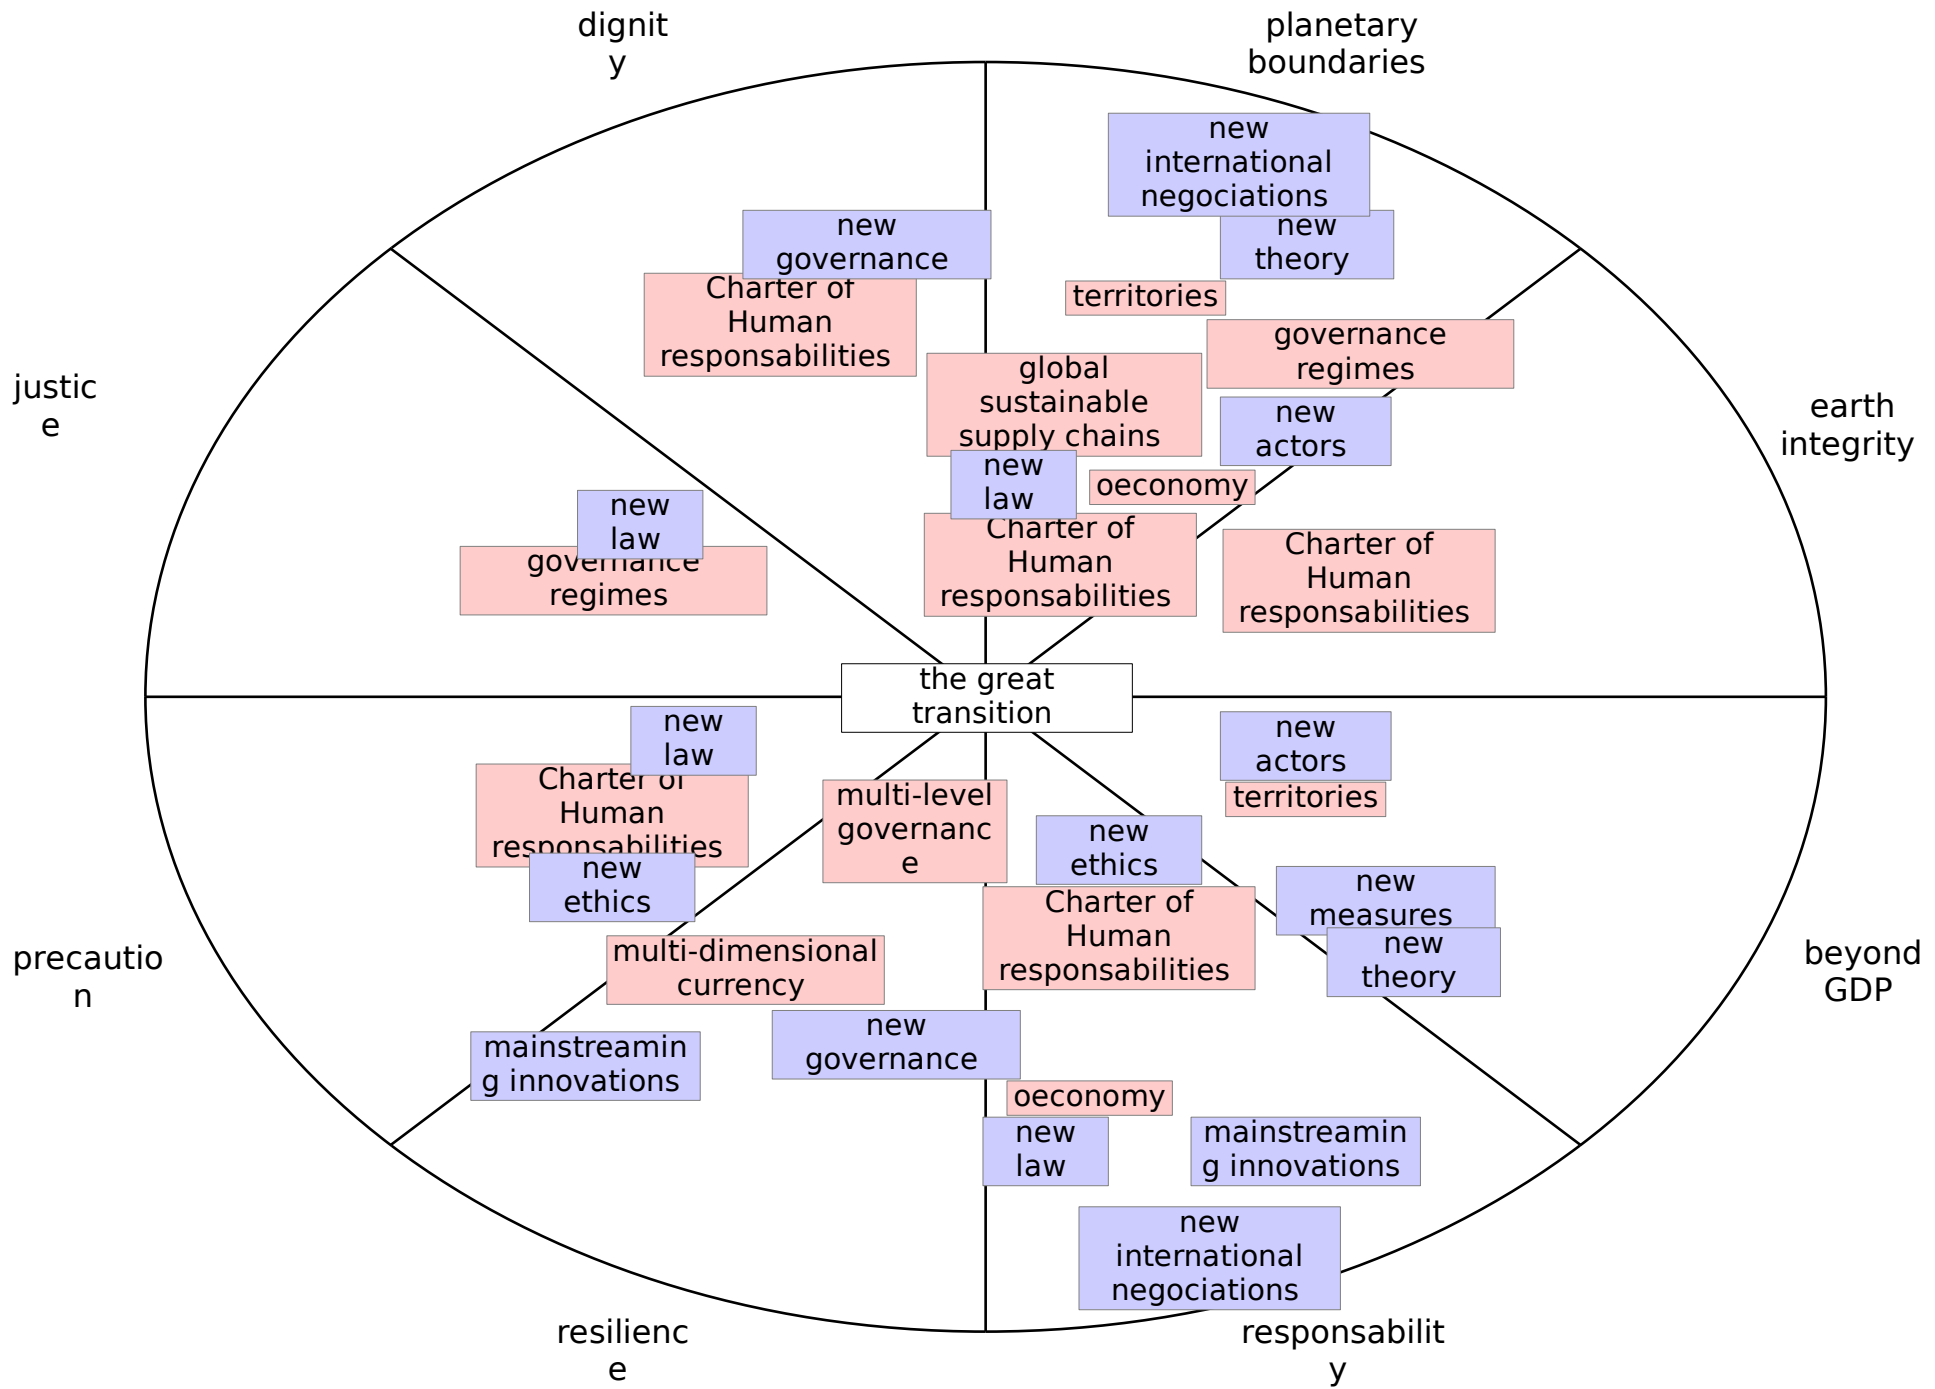 dignit
y
planetary
boundaries
new
international
negociations
new
theory
new
governance
Charter of
Human
responsabilities
territories
governance
regimes
global
sustainable
supply chains
justic
e
earth
integrity
new
actors
new
law
oeconomy
new
law
governance
regimes
Charter of
Human
responsabilities
Charter of
Human
responsabilities
the great
transition
new
law
Charter of
Human
responsabilities
new
ethics
multi-level
governanc
e
new
actors
territories
new
ethics
new
measures
new
theory
Charter of
Human
responsabilities
precautio
n
beyond
GDP
multi-dimensional
currency
mainstreamin
g innovations
new
governance
oeconomy
new
law
mainstreamin
g innovations
new
international
negociations
resilienc
e
responsabilit
y